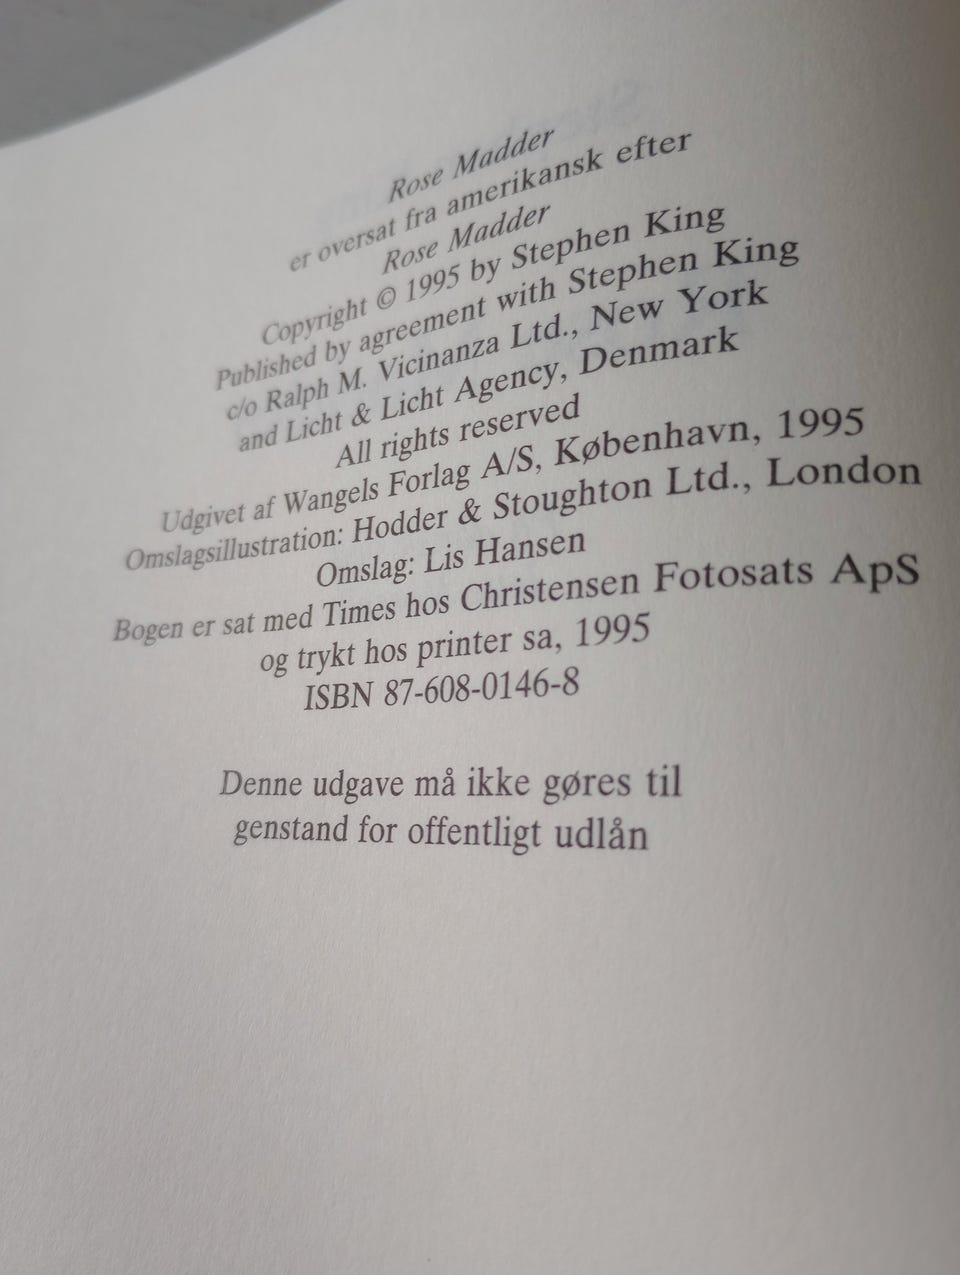 Rose Madder
er oversat fra amerikansk efter
Rose Madder
Copyright © 1995 by Stephen King
Published by agreement with Stephen King
c/o Ralph M. Vicinanza Ltd., New York
and Licht & Licht Agency, Denmark
All rights reserved
Udgivet af Wangels Forlag A/S, København, 1995
Omslagsillustration: Hodder & Stoughton Ltd., London
Omslag: Lis Hansen
Bogen er sat med Times hos Christensen Fotosats ApS
og trykt hos printer sa, 1995
ISBN 87-608-0146-8
Denne udgave må ikke gøres til
genstand for offentligt udlån